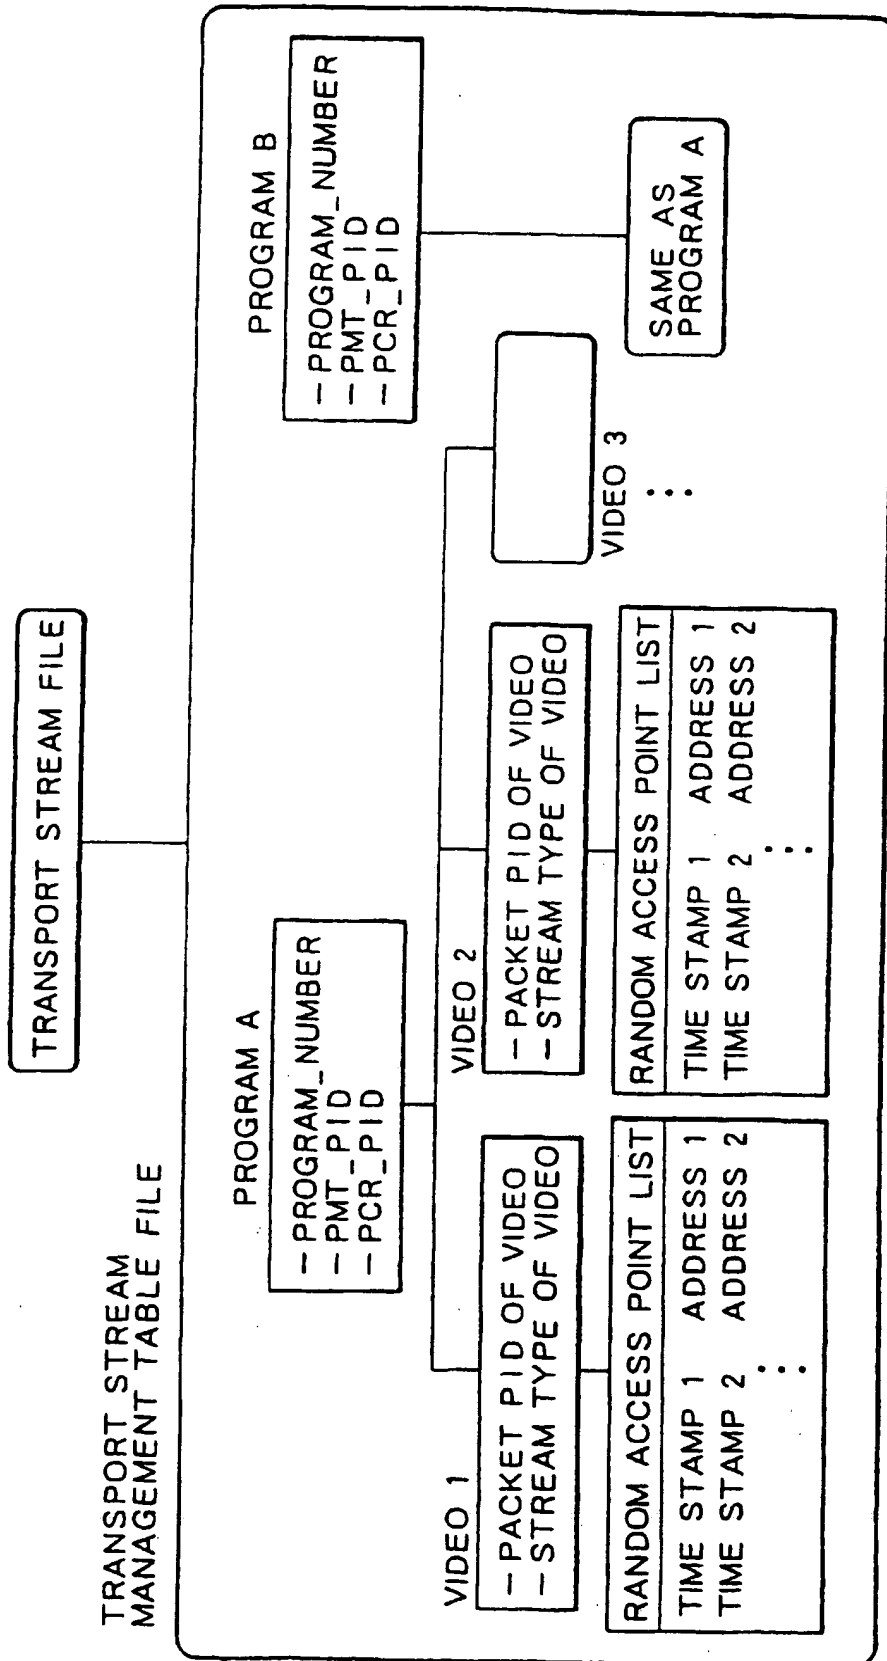 TRANSPORT STREAM FILE
TRANSPORT STREAM
MANAGEMENT TABLE FILE
PROGRAM A
– PROGRAM_NUMBER
– PMT_PID
– PCR_PID
PROGRAM B
– PROGRAM_NUMBER
– PMT_PID
– PCR_PID
VIDEO 1
– PACKET PID OF VIDEO
– STREAM TYPE OF VIDEO
RANDOM ACCESS POINT LIST
TIME STAMP 1 ADDRESS 1
TIME STAMP 2 ADDRESS 2
⋮
VIDEO 2
– PACKET PID OF VIDEO
– STREAM TYPE OF VIDEO
RANDOM ACCESS POINT LIST
TIME STAMP 1 ADDRESS 1
TIME STAMP 2 ADDRESS 2
⋮
VIDEO 3
⋮
SAME AS
PROGRAM A